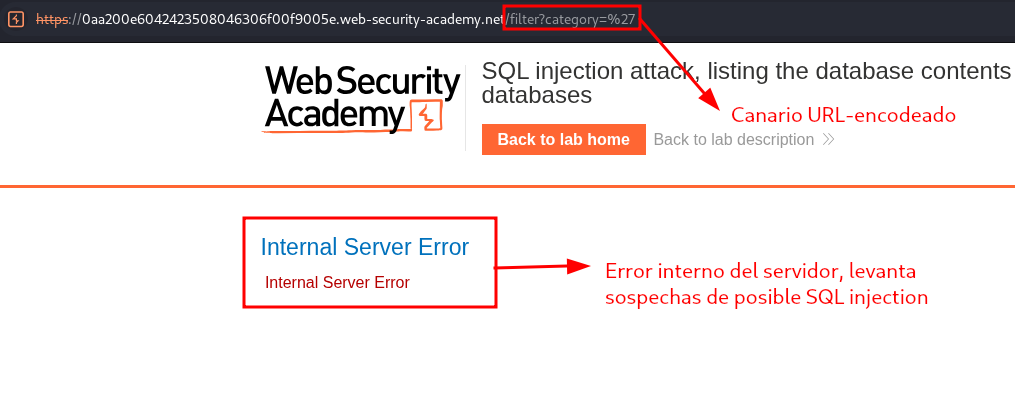 https://0aa200e6042423508046306f00f9005e.web-security-academy.net/filter?category=%27
Web Security
Academy
SQL injection attack, listing the database contents
databases
Canario URL-encodeado
Back to lab home
Back to lab description
Internal Server Error
Internal Server Error
Error interno del servidor, levanta
sospechas de posible SQL injection